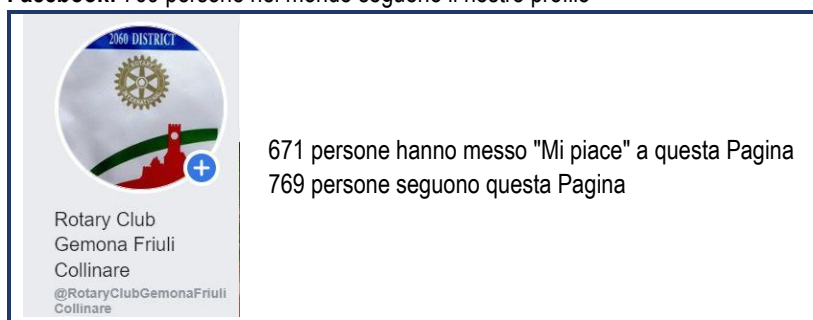 Facebook: 769 persone nel mondo seguono il nostro profilo
2060 DISTRICT
671 persone hanno messo "Mi piace" a questa Pagina
769 persone seguono questa Pagina
Rotary Club
Gemona Friuli
Collinare
@RotaryClubGemonaFriuli
Collinare